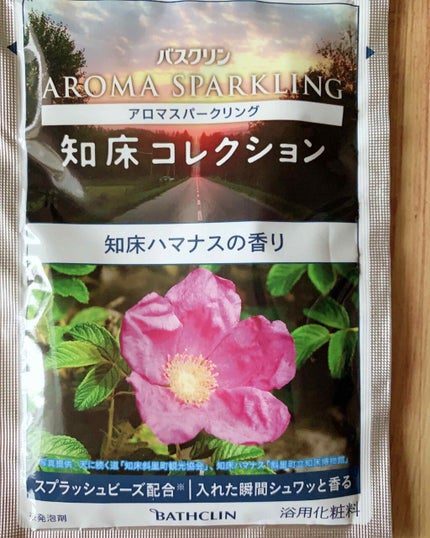 バスクリン
AROMA SPARKLING
アロマスパークリング
知床コレクション
知床ハマナスの香り
写真提供 天に続く道「知床斜里町観光協会」、知床ハマナス「斜里町立知床博物館」
スプラッシュビーズ配合※ 入れた瞬間シュワッと香る
※発泡剤
BATHCLIN
浴用化粧料